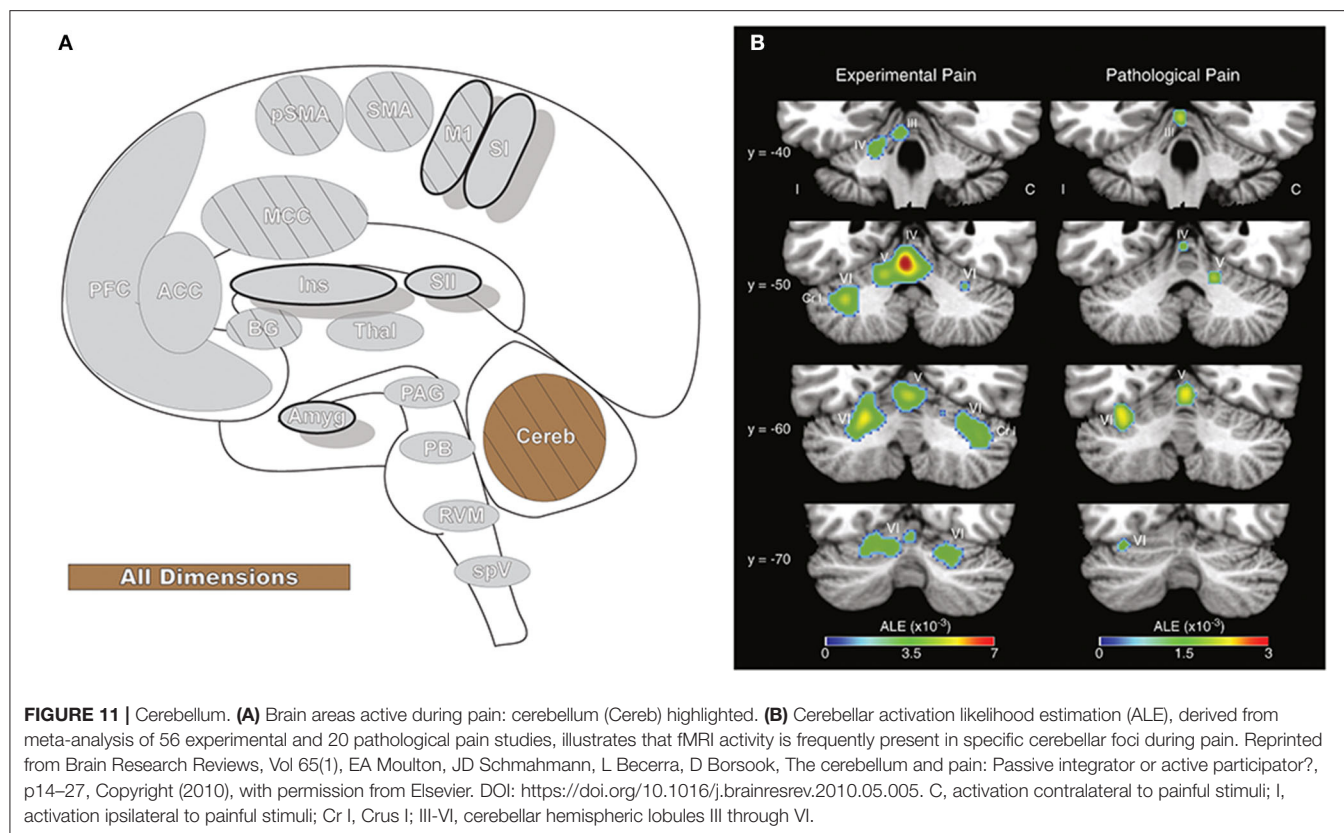 A
pSMA
SMA
M1
SI
MCC
PFC
ACC
Ins
SII
BG
Thal
PAG
Amyg
PB
Cereb
RVM
spV
All Dimensions
B
Experimental Pain
Pathological Pain
III
IV
III
y = -40
I
C
I
C
IV
V
VI
VI
Cr I
IV
V
y = -50
V
VI
VI
Cr I
V
VI
y = -60
VI
VI
VI
y = -70
ALE (x10⁻³)
0
3.5
7
ALE (x10⁻³)
0
1.5
3
FIGURE 11 | Cerebellum. (A) Brain areas active during pain: cerebellum (Cereb) highlighted. (B) Cerebellar activation likelihood estimation (ALE), derived from
meta-analysis of 56 experimental and 20 pathological pain studies, illustrates that fMRI activity is frequently present in specific cerebellar foci during pain. Reprinted
from Brain Research Reviews, Vol 65(1), EA Moulton, JD Schmahmann, L Becerra, D Borsook, The cerebellum and pain: Passive integrator or active participator?,
p14–27, Copyright (2010), with permission from Elsevier. DOI: https://doi.org/10.1016/j.brainresrev.2010.05.005. C, activation contralateral to painful stimuli; I,
activation ipsilateral to painful stimuli; Cr I, Crus I; III-VI, cerebellar hemispheric lobules III through VI.